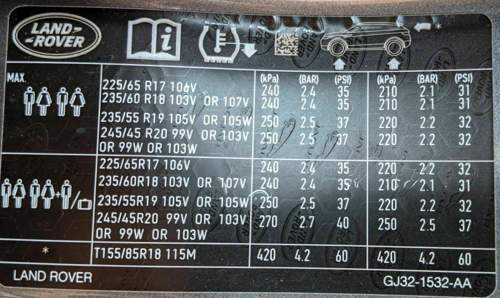 LAND
ROVER
(kPa) (BAR) (PSI) (kPa) (BAR) (PSI)
MAX.
225/65 R17 106V 240 2.4 35 210 2.1 31
235/60 R18 103V OR 107V 240 2.4 35 210 2.1 31
235/55 R19 105V OR 105W 250 2.5 37 220 2.2 32
245/45 R20 99V OR 103V 250 2.5 37 220 2.2 32
OR 99W OR 103W
225/65R17 106V 240 2.4 35 220 2.2 32
235/60R18 103V OR 107V 240 2.4 35 210 2.1 31
235/55R19 105V OR 105W 250 2.5 37 220 2.2 32
245/45R20 99V OR 103V 270 2.7 40 250 2.5 37
OR 99W OR 103W
* T155/85R18 115M 420 4.2 60 420 4.2 60
LAND ROVER GJ32-1532-AA